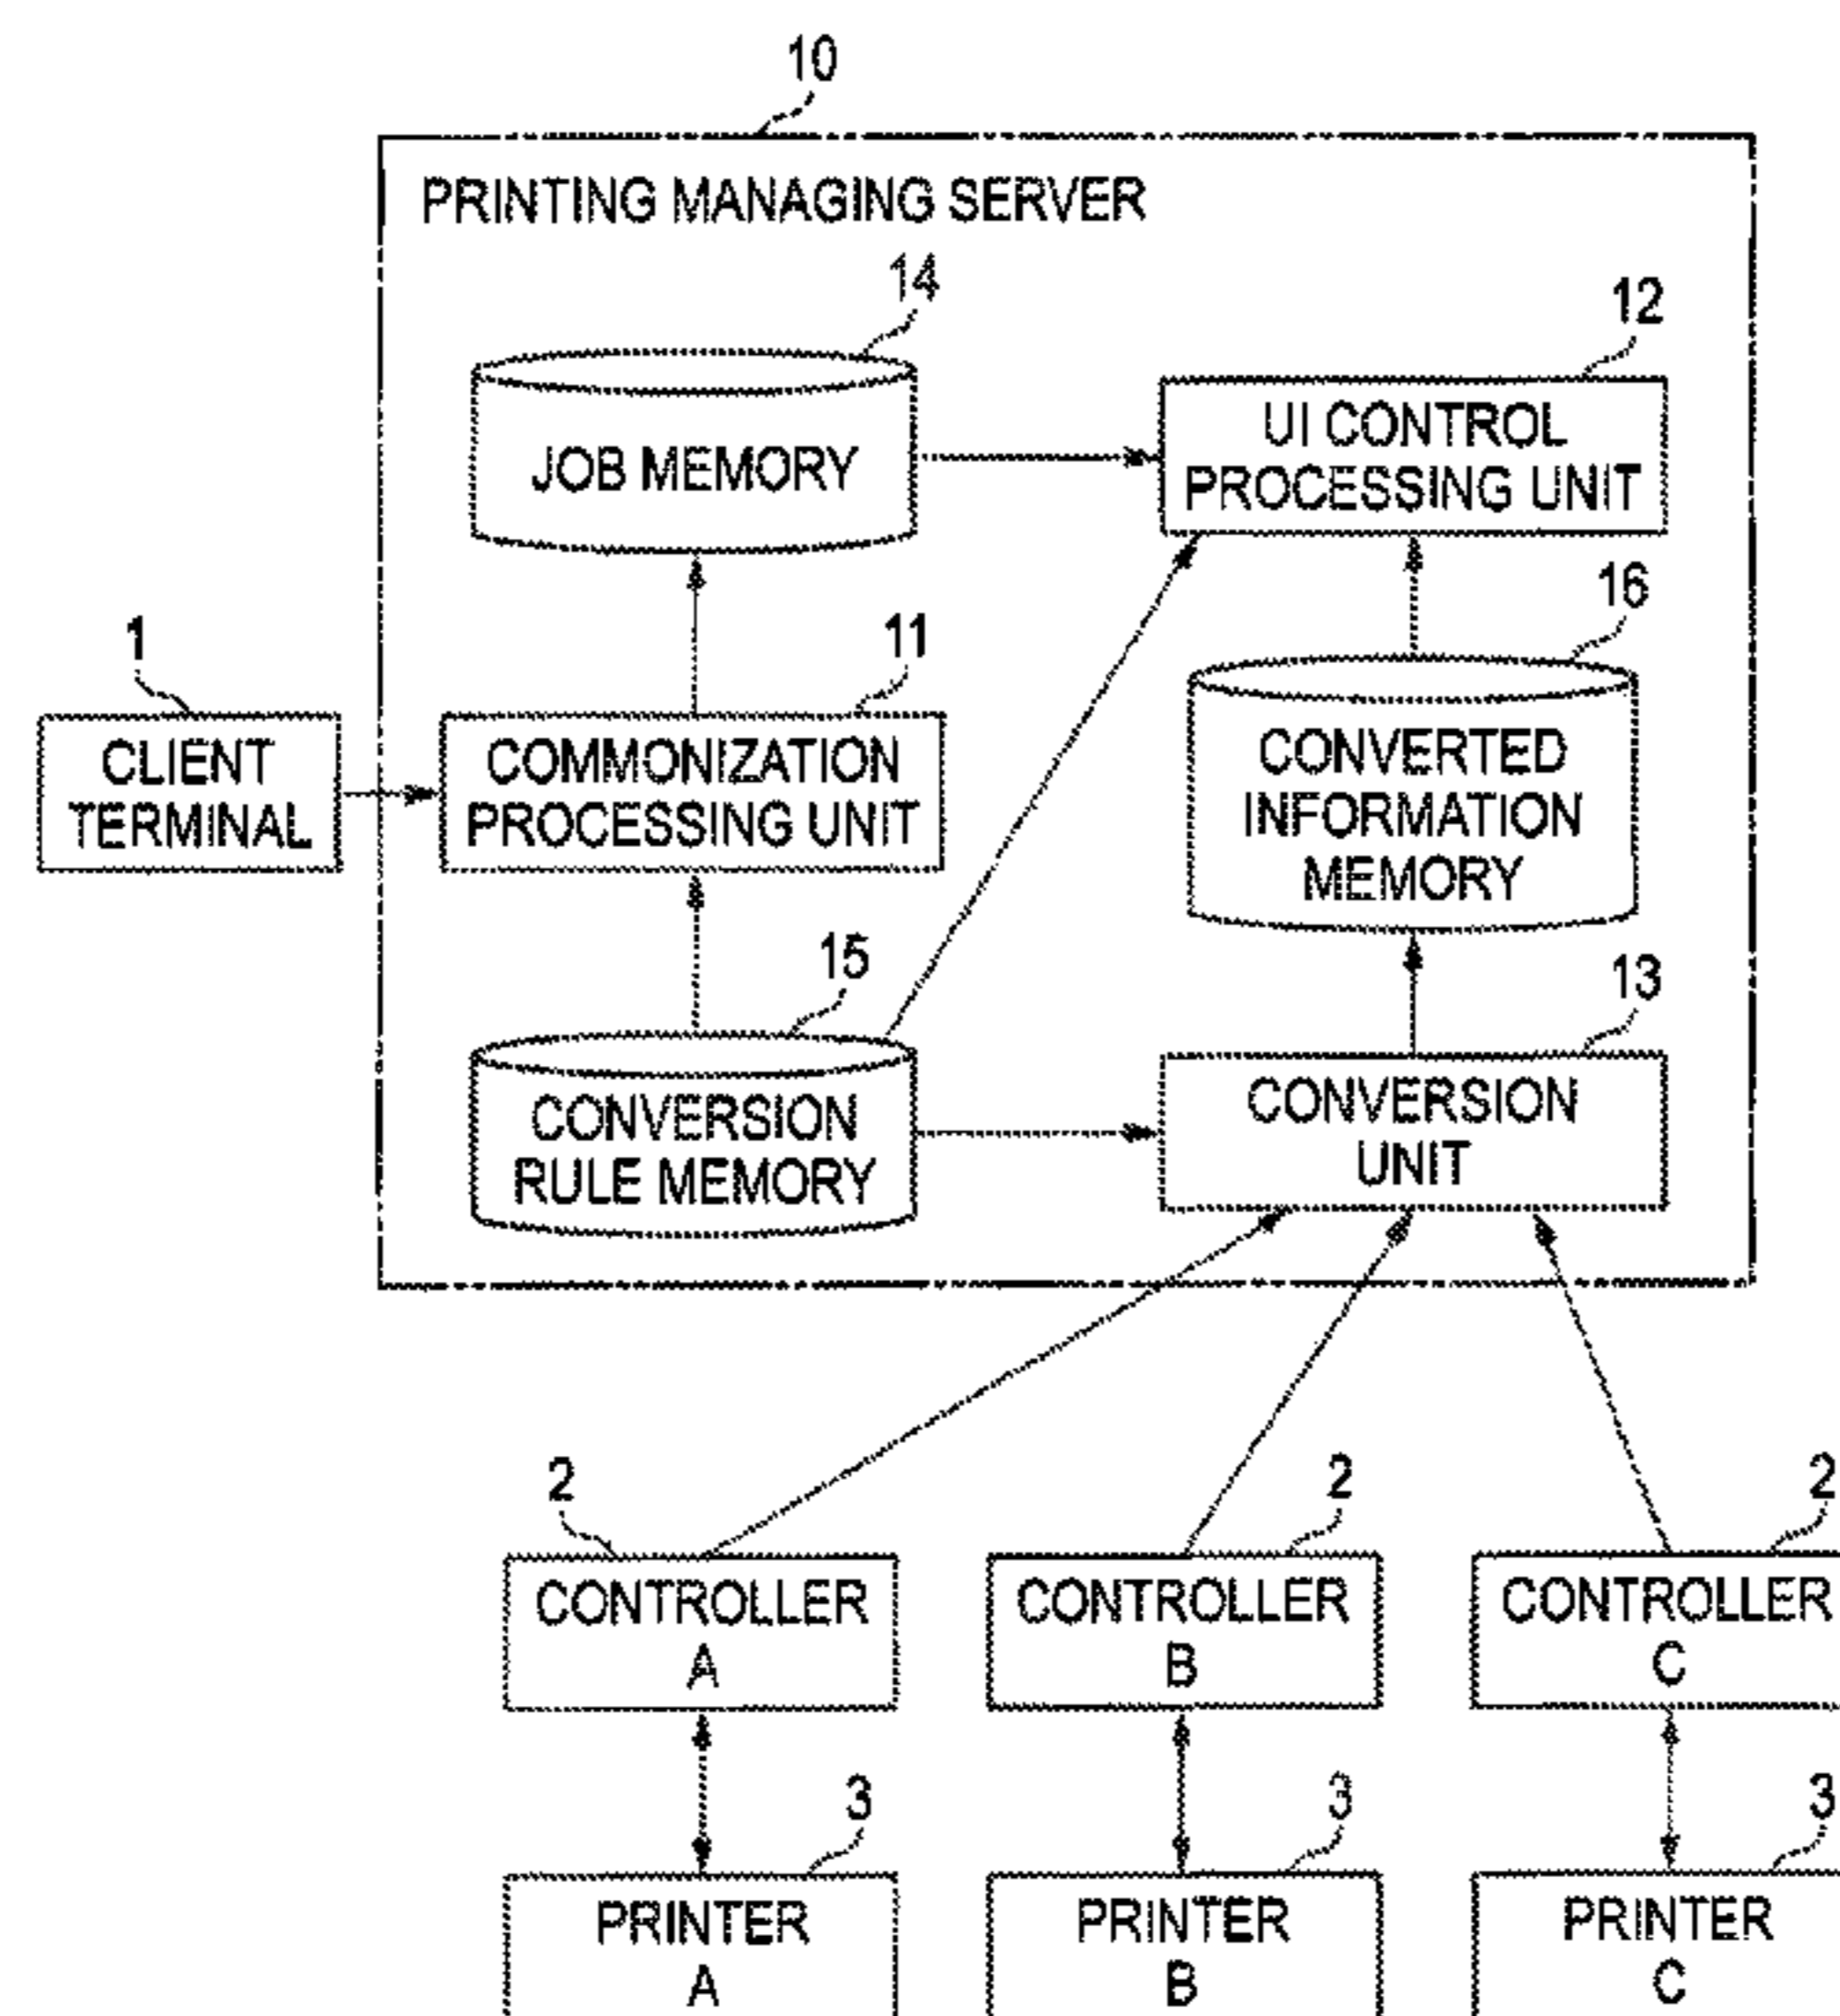 10
PRINTING MANAGING SERVER
14
12
JOB MEMORY
UI CONTROL
PROCESSING UNIT
16
1
11
CLIENT
TERMINAL
COMMONIZATION
PROCESSING UNIT
CONVERTED
INFORMATION
MEMORY
15
13
CONVERSION
RULE MEMORY
CONVERSION
UNIT
2
2
2
CONTROLLER
A
CONTROLLER
B
CONTROLLER
C
3
3
3
PRINTER
A
PRINTER
B
PRINTER
C